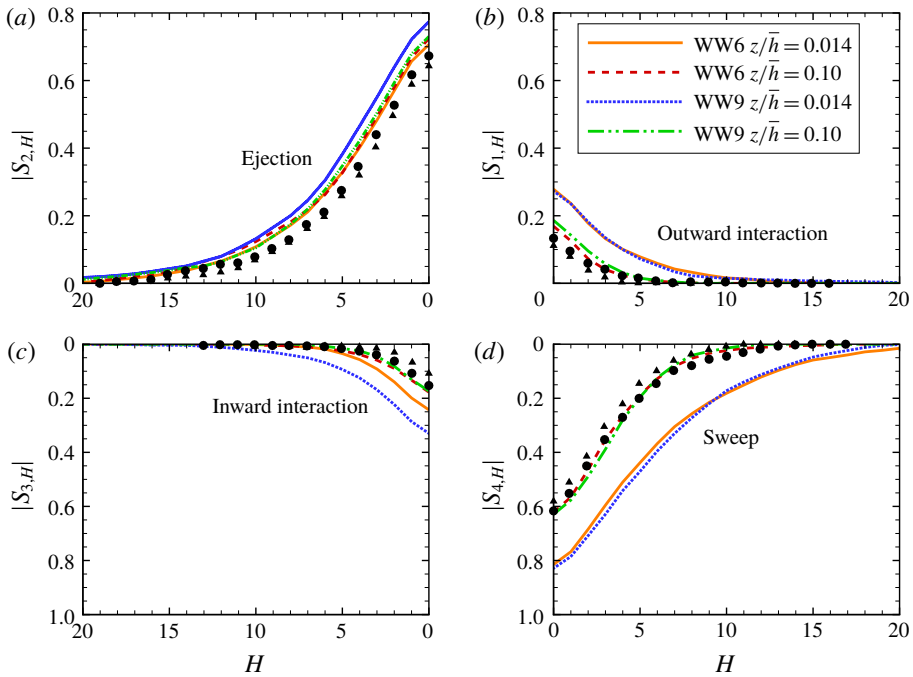 (a)
1.0
0.8
0.6
0.4
0.2
0
|S2,H|
Ejection
20 15 10 5 0
(b)
WW6 z/h̅ = 0.014
WW6 z/h̅ = 0.10
WW9 z/h̅ = 0.014
WW9 z/h̅ = 0.10
1.0
0.8
0.6
0.4
0.2
0
|S1,H|
Outward interaction
0 5 10 15 20
(c)
0
0.2
0.4
0.6
0.8
1.0
|S3,H|
Inward interaction
20 15 10 5 0
H
(d)
0
0.2
0.4
0.6
0.8
1.0
|S4,H|
Sweep
0 5 10 15 20
H